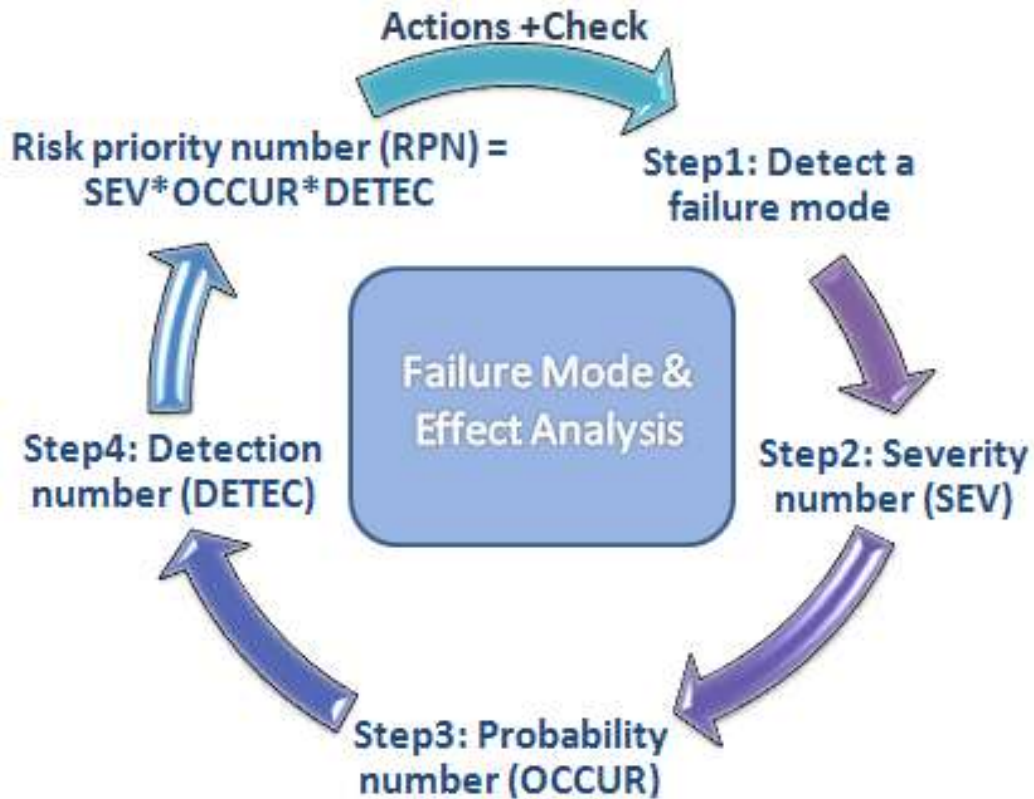 Actions +Check
Risk priority number (RPN) =
SEV*OCCUR*DETEC
Step1: Detect a
failure mode
Failure Mode &
Effect Analysis
Step4: Detection
number (DETEC)
Step2: Severity
number (SEV)
Step3: Probability
number (OCCUR)